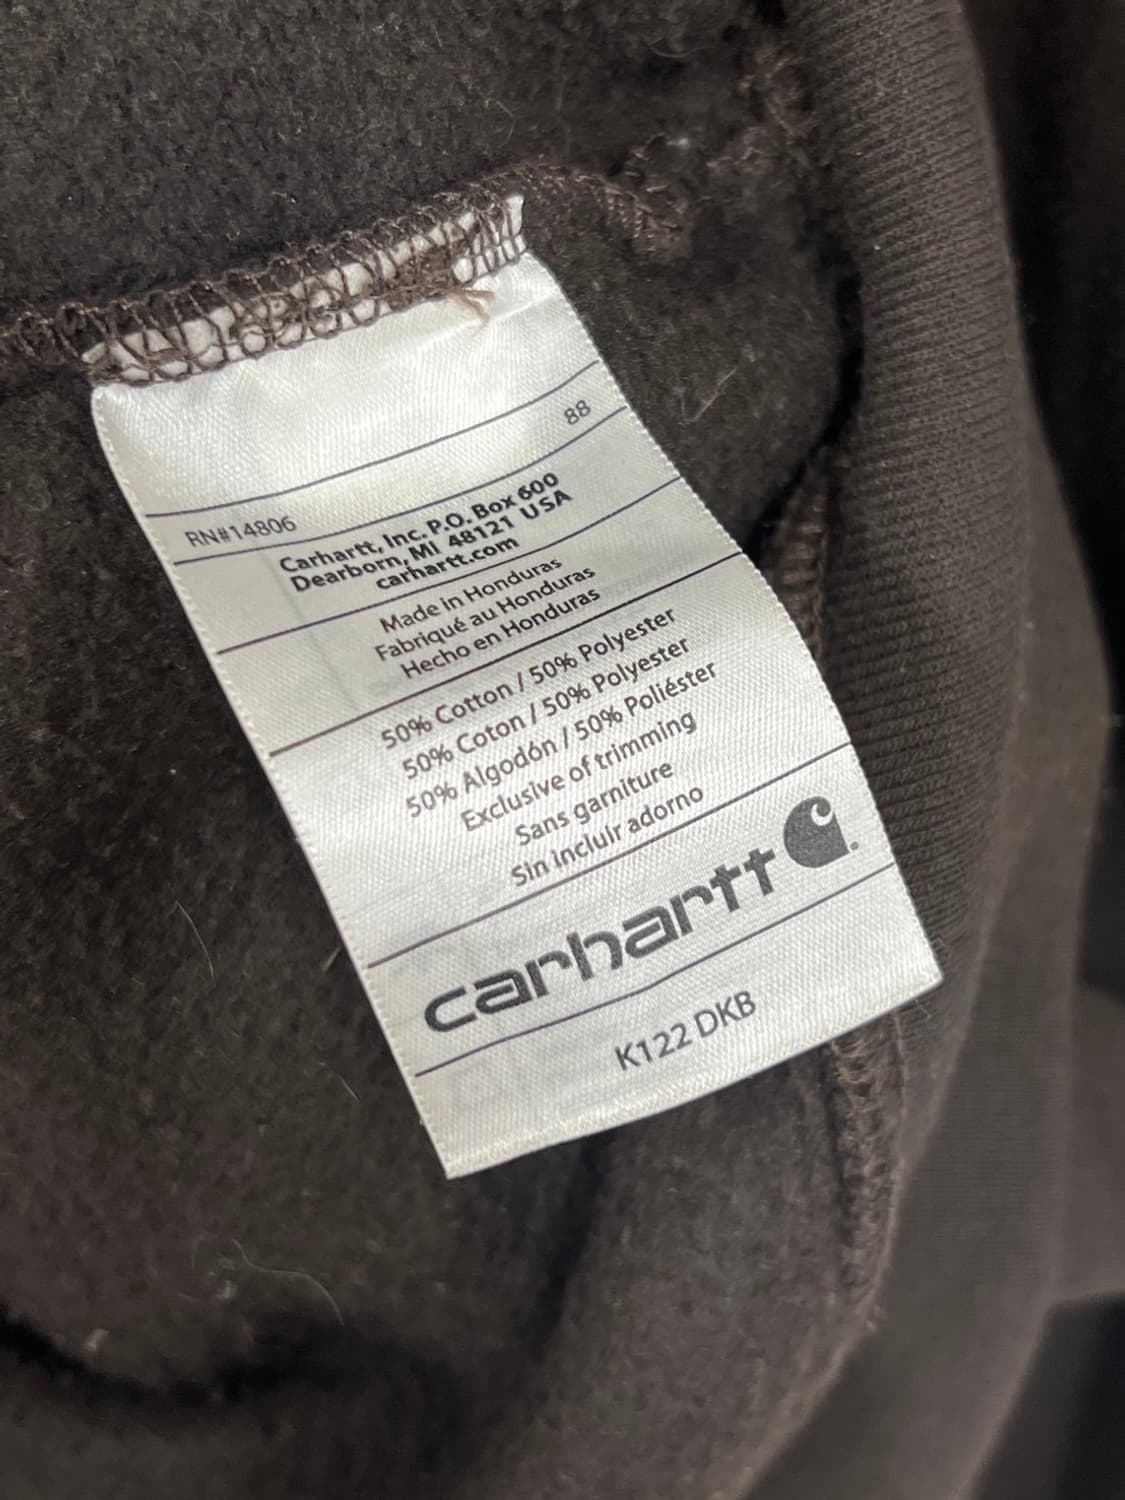 88
RN#14806
Carhartt, Inc. P.O. Box 600
Dearborn, MI 48121 USA
carhartt.com
Made in Honduras
Fabriqué au Honduras
Hecho en Honduras
50% Cotton / 50% Polyester
50% Coton / 50% Polyester
50% Algodón / 50% Poliéster
Exclusive of trimming
Sans garniture
Sin incluir adorno
carhartt
K122 DKB